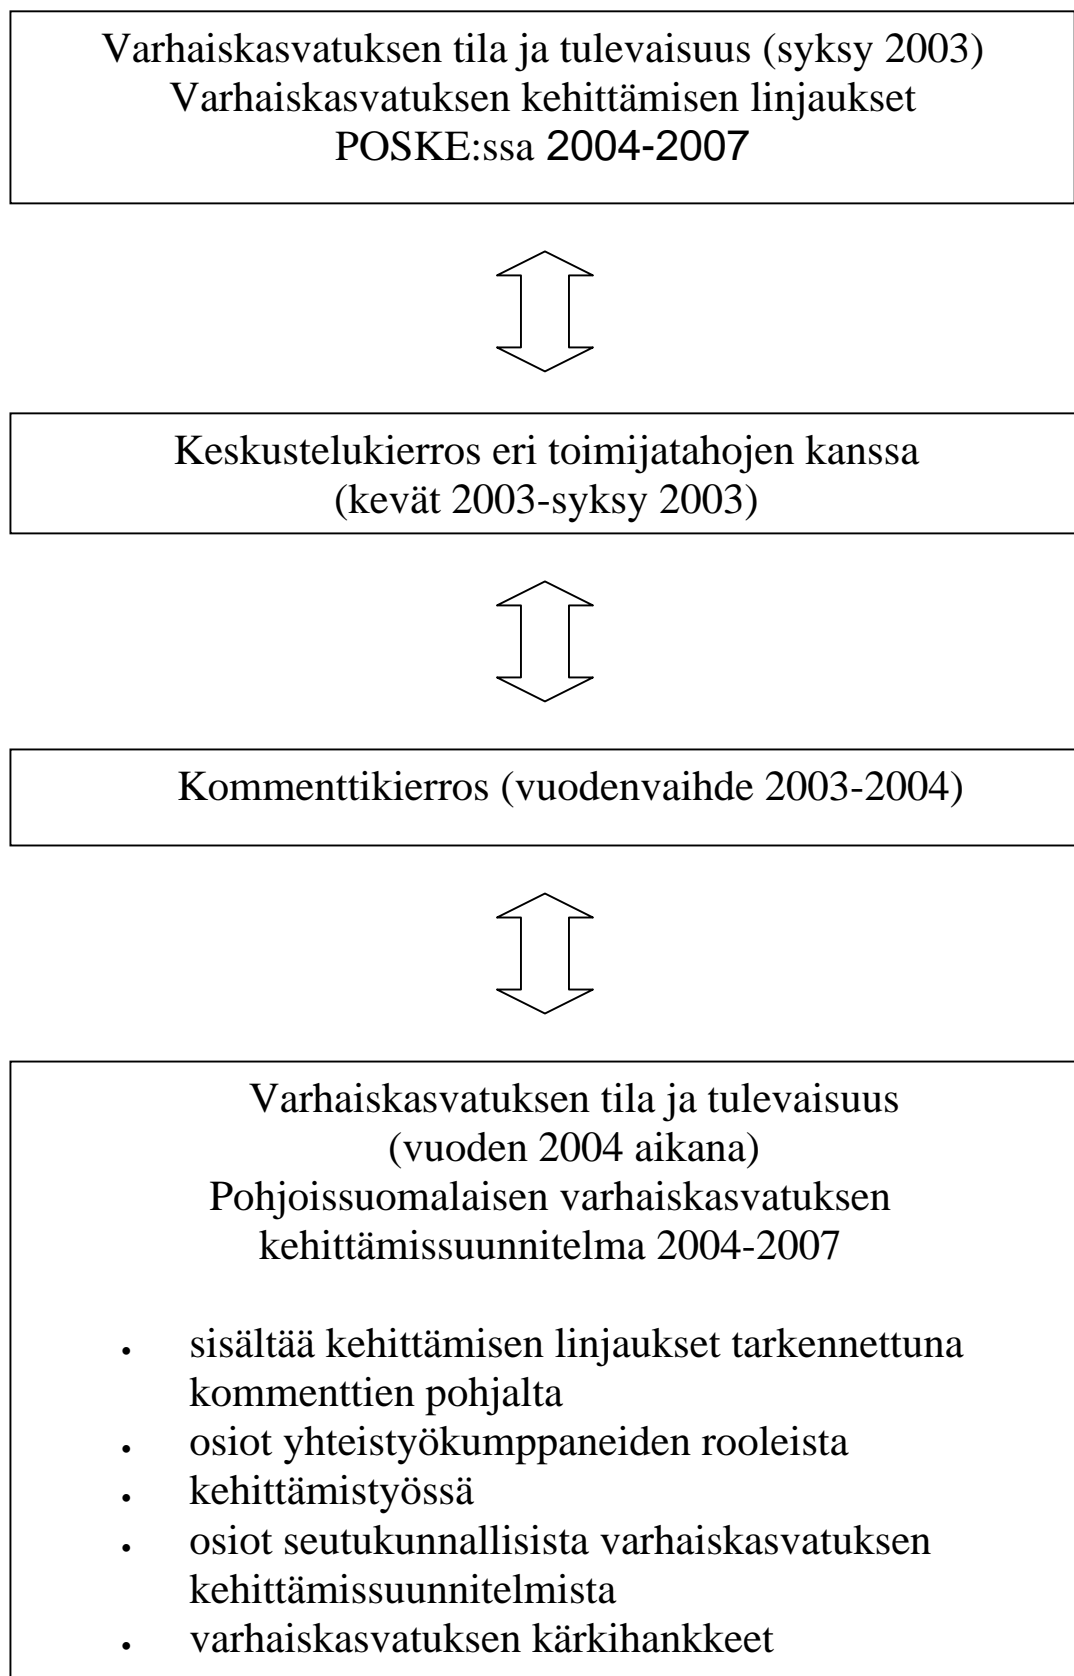 Varhaiskasvatuksen tila ja tulevaisuus (syksy 2003)
Varhaiskasvatuksen kehittämisen linjaukset
POSKE:ssa 2004-2007
Keskustelukierros eri toimijatahojen kanssa
(kevät 2003-syksy 2003)
Kommenttikierros (vuodenvaihde 2003-2004)
Varhaiskasvatuksen tila ja tulevaisuus
(vuoden 2004 aikana)
Pohjoissuomalaisen varhaiskasvatuksen
kehittämissuunnitelma 2004-2007
• sisältää kehittämisen linjaukset tarkennettuna
kommenttien pohjalta
• osiot yhteistyökumppaneiden rooleista
• kehittämistyössä
• osiot seutukunnallisista varhaiskasvatuksen
kehittämissuunnitelmista
• varhaiskasvatuksen kärkihankkeet